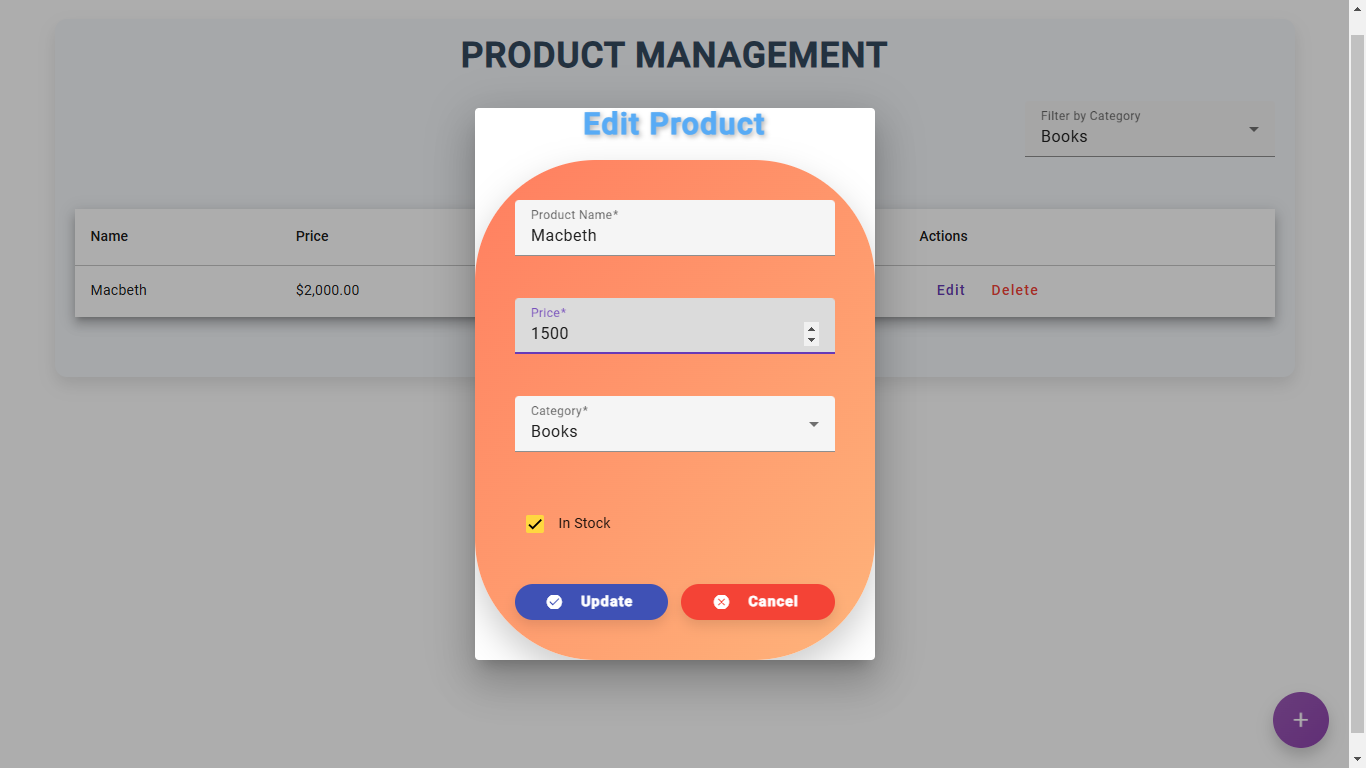 PRODUCT MANAGEMENT
Filter by Category
Books
Name Price Actions
Macbeth $2,000.00 Edit Delete
Edit Product
Product Name*
Macbeth
Price*
1500
Category*
Books
In Stock
Update Cancel
+